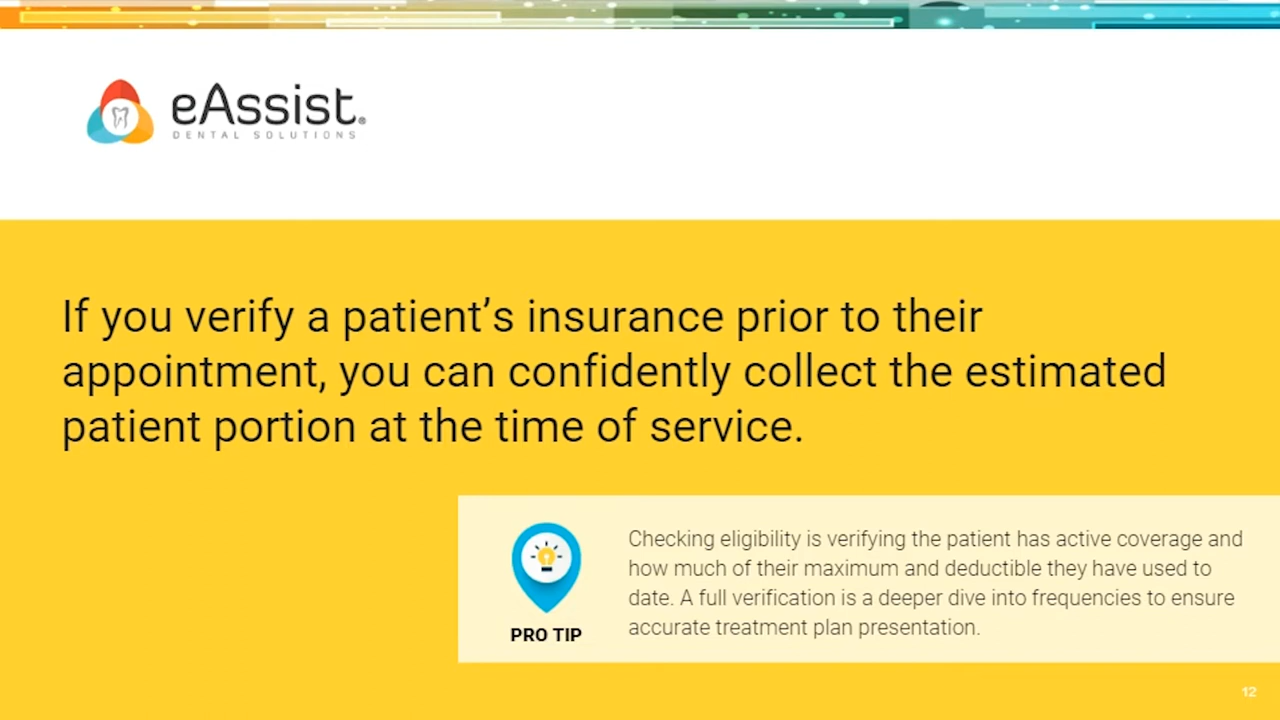 eAssist®
DENTAL SOLUTIONS
If you verify a patient’s insurance prior to their
appointment, you can confidently collect the estimated
patient portion at the time of service.
PRO TIP
Checking eligibility is verifying the patient has active coverage and
how much of their maximum and deductible they have used to
date. A full verification is a deeper dive into frequencies to ensure
accurate treatment plan presentation.
12